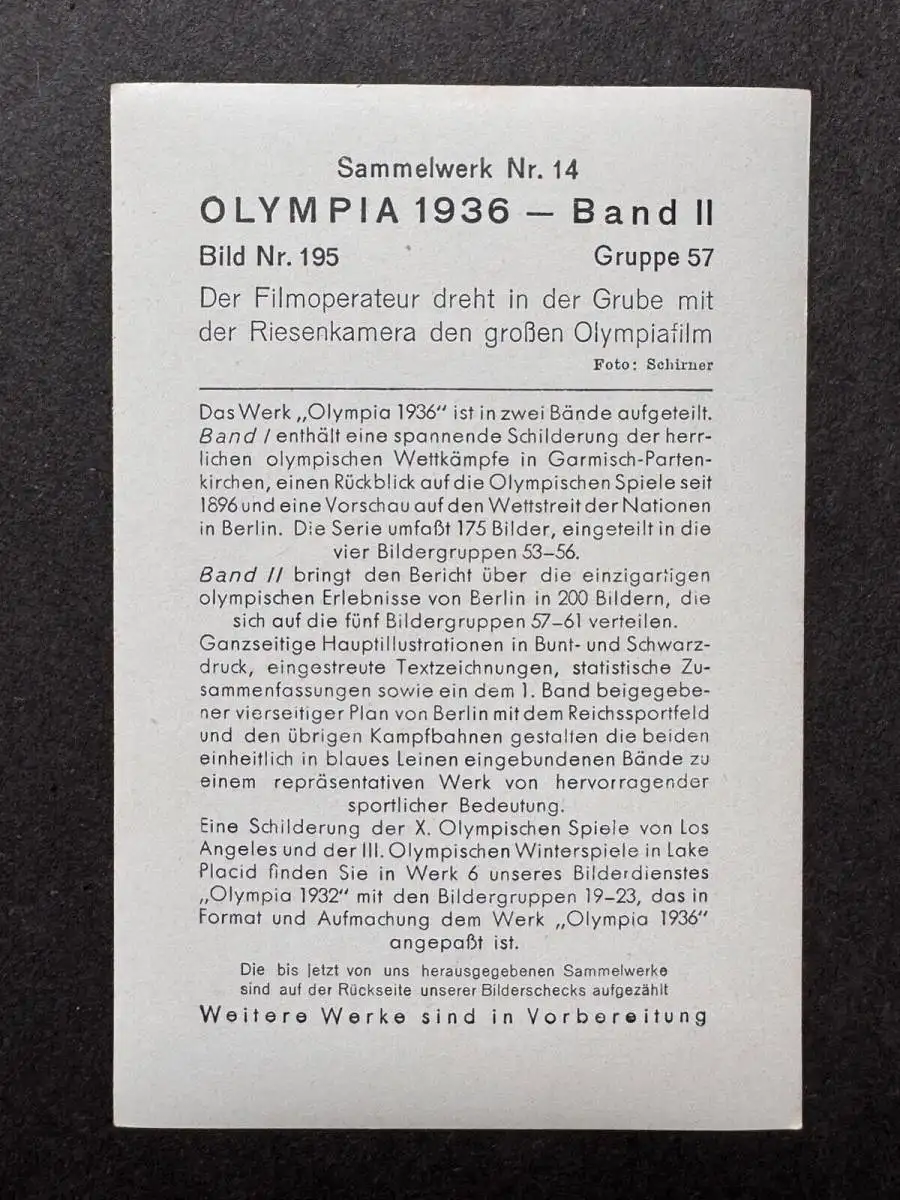 Sammelwerk Nr. 14
OLYMPIA 1936 — Band II
Bild Nr. 195 Gruppe 57
Der Filmoperateur dreht in der Grube mit
der Riesenkamera den großen Olympiafilm
Foto: Schirner
Das Werk „Olympia 1936“ ist in zwei Bände aufgeteilt.
Band I enthält eine spannende Schilderung der herr-
lichen olympischen Wettkämpfe in Garmisch-Parten-
kirchen, einen Rückblick auf die Olympischen Spiele seit
1896 und eine Vorschau auf den Wettstreit der Nationen
in Berlin. Die Serie umfaßt 175 Bilder, eingeteilt in die
vier Bildergruppen 53–56.
Band II bringt den Bericht über die einzigartigen
olympischen Erlebnisse von Berlin in 200 Bildern, die
sich auf die fünf Bildergruppen 57–61 verteilen.
Ganzseitige Hauptillustrationen in Bunt- und Schwarz-
druck, eingestreute Textzeichnungen, statistische Zu-
sammenfassungen sowie ein dem 1. Band beigegebe-
ner vierseitiger Plan von Berlin mit dem Reichssportfeld
und den übrigen Kampfbahnen gestalten die beiden
einheitlich in blaues Leinen eingebundenen Bände zu
einem repräsentativen Werk von hervorragender
sportlicher Bedeutung.
Eine Schilderung der X. Olympischen Spiele von Los
Angeles und der III. Olympischen Winterspiele in Lake
Placid finden Sie in Werk 6 unseres Bilderdienstes
„Olympia 1932“ mit den Bildergruppen 19–23, das in
Format und Aufmachung dem Werk „Olympia 1936“
angepaßt ist.
Die bis jetzt von uns herausgegebenen Sammelwerke
sind auf der Rückseite unserer Bilderschecks aufgezählt
Weitere Werke sind in Vorbereitung